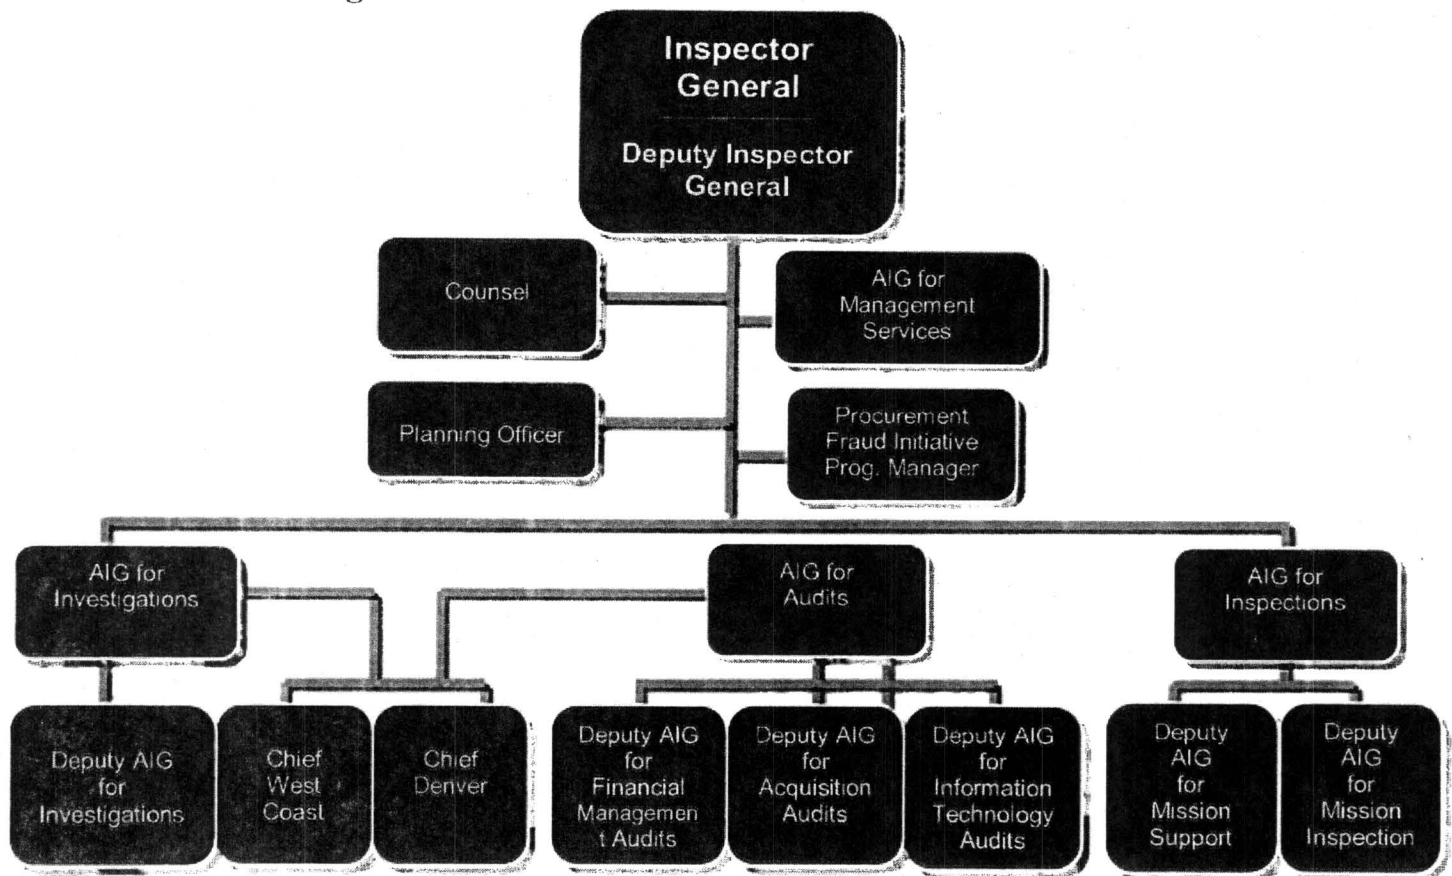 Inspector
General
Deputy Inspector
General
Counsel
AIG for
Management
Services
Planning Officer
Procurement
Fraud Initiative
Prog. Manager
AIG for
Investigations
AIG for
Audits
AIG for
Inspections
Deputy AIG
for
Investigations
Chief
West
Coast
Chief
Denver
Deputy AIG
for
Financial
Managemen
t Audits
Deputy AIG
for
Acquisition
Audits
Deputy AIG
for
Information
Technology
Audits
Deputy
AIG
for
Mission
Support
Deputy
AIG
for
Mission
Inspection